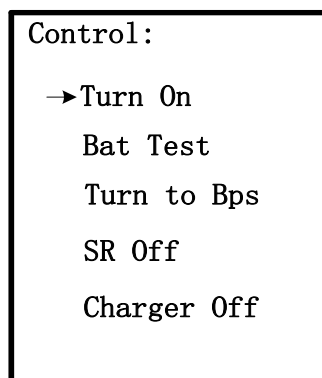 Control:
→Turn On
Bat Test
Turn to Bps
SR Off
Charger Off